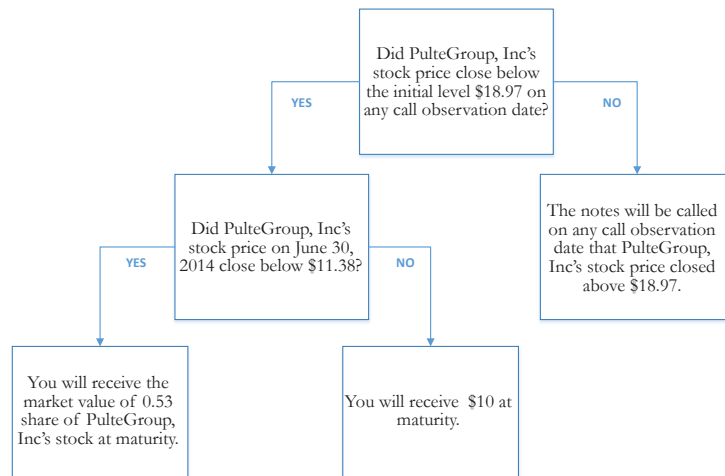 Did PulteGroup, Inc's
stock price close below
the initial level $18.97 on
any call observation date?
YES
NO
Did PulteGroup, Inc's
stock price on June 30,
2014 close below $11.38?
The notes will be called
on any call observation
date that PulteGroup,
Inc's stock price closed
above $18.97.
YES
NO
You will receive the
market value of 0.53
share of PulteGroup,
Inc's stock at maturity.
You will receive $10 at
maturity.